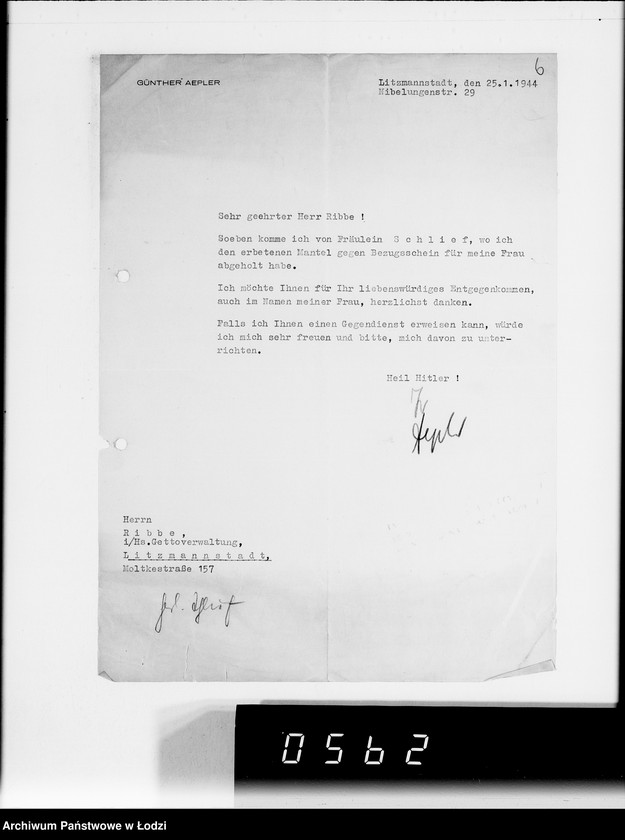 6
GÜNTHER AEPLER
Litzmannstadt, den 25.1.1944
Nibelungenstr. 29
Sehr geehrter Herr Ribbe !
Soeben komme ich von Fräulein S c h l i e f, wo ich
den erbetenen Mantel gegen Bezugsschein für meine Frau
abgeholt habe.
Ich möchte Ihnen für Ihr liebenswürdiges Entgegenkommen,
auch im Namen meiner Frau, herzlichst danken.
Falls ich Ihnen einen Gegendienst erweisen kann, würde
ich mich sehr freuen und bitte, mich davon zu unter-
richten.
Heil Hitler !
Aepler
Herrn
R i b b e ,
i/Hs.Gettoverwaltung,
L i t z m a n n s t a d t,
Moltkestraße 157
0562
Archiwum Państwowe w Łodzi